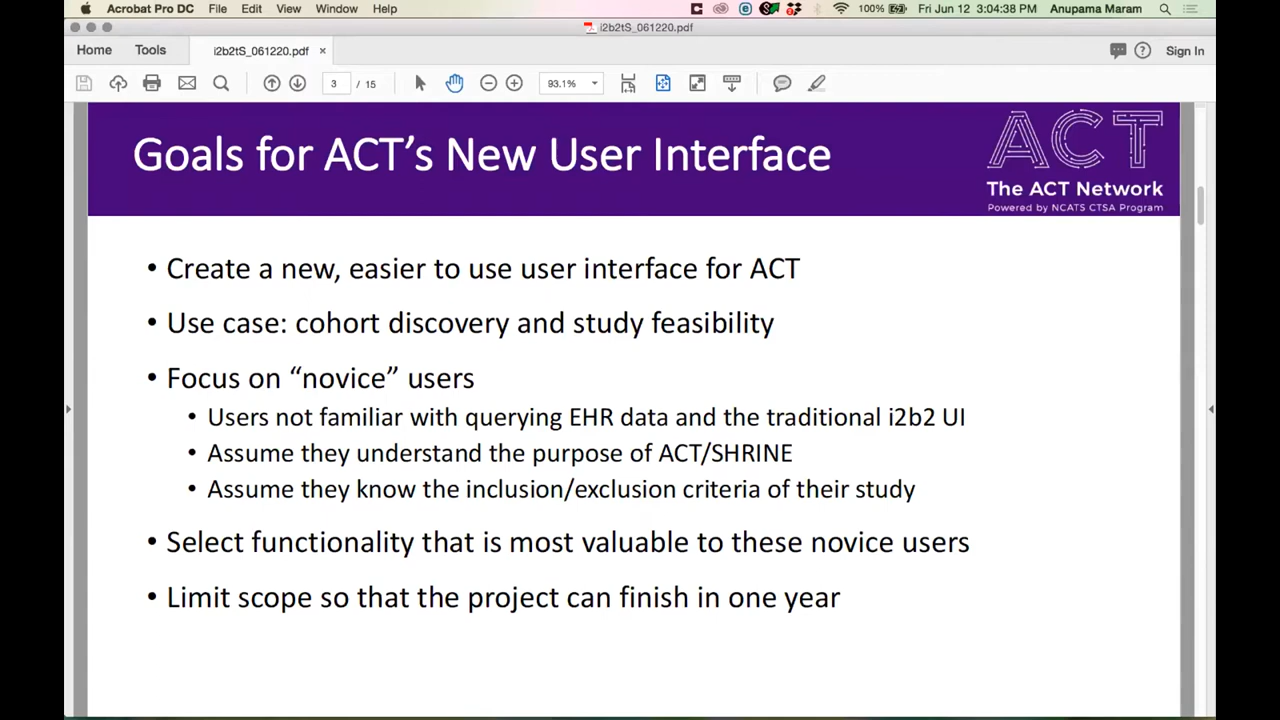 Acrobat Pro DC File Edit View Window Help 100% Fri Jun 12 3:04:38 PM Anupama Maram
i2b2tS_061220.pdf
Home Tools i2b2tS_061220.pdf × Sign In
3 / 15 93.1%
Goals for ACT’s New User Interface
ACT
The ACT Network
Powered by NCATS CTSA Program
• Create a new, easier to use user interface for ACT
• Use case: cohort discovery and study feasibility
• Focus on “novice” users
• Users not familiar with querying EHR data and the traditional i2b2 UI
• Assume they understand the purpose of ACT/SHRINE
• Assume they know the inclusion/exclusion criteria of their study
• Select functionality that is most valuable to these novice users
• Limit scope so that the project can finish in one year